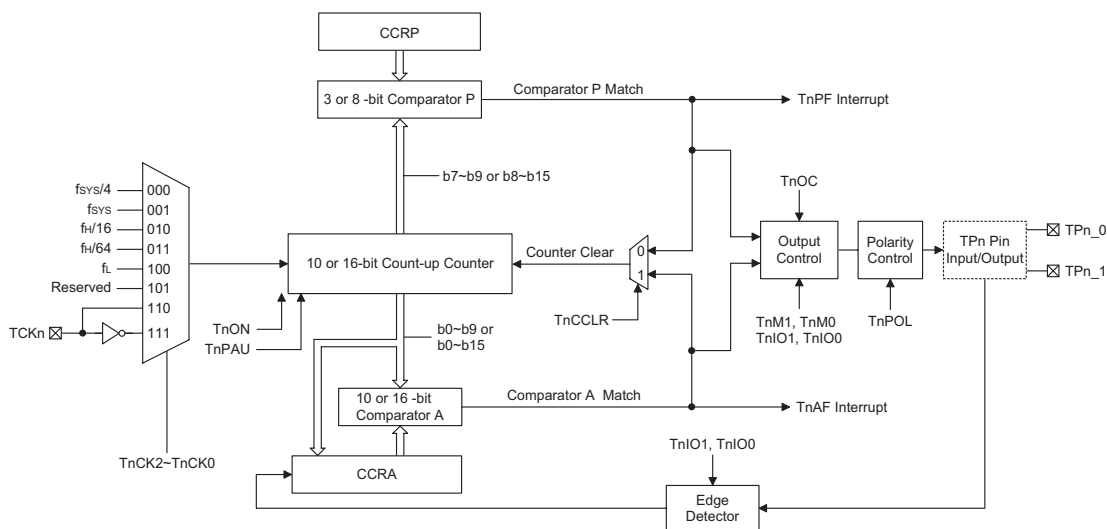 CCRP
3 or 8 -bit Comparator P
Comparator P Match
TnPF Interrupt
b7~b9 or b8~b15
fSYS/4
000
fSYS
001
fH/16
010
fH/64
011
fL
100
Reserved
101
110
TCKn
111
10 or 16-bit Count-up Counter
Counter Clear
0
1
TnOC
Output
Control
Polarity
Control
TPn Pin
Input/Output
TPn_0
TPn_1
TnON
TnPAU
b0~b9 or
b0~b15
TnCCLR
TnM1, TnM0
TnIO1, TnIO0
TnPOL
10 or 16 -bit
Comparator A
Comparator A Match
TnAF Interrupt
TnCK2~TnCK0
CCRA
TnIO1, TnIO0
Edge
Detector